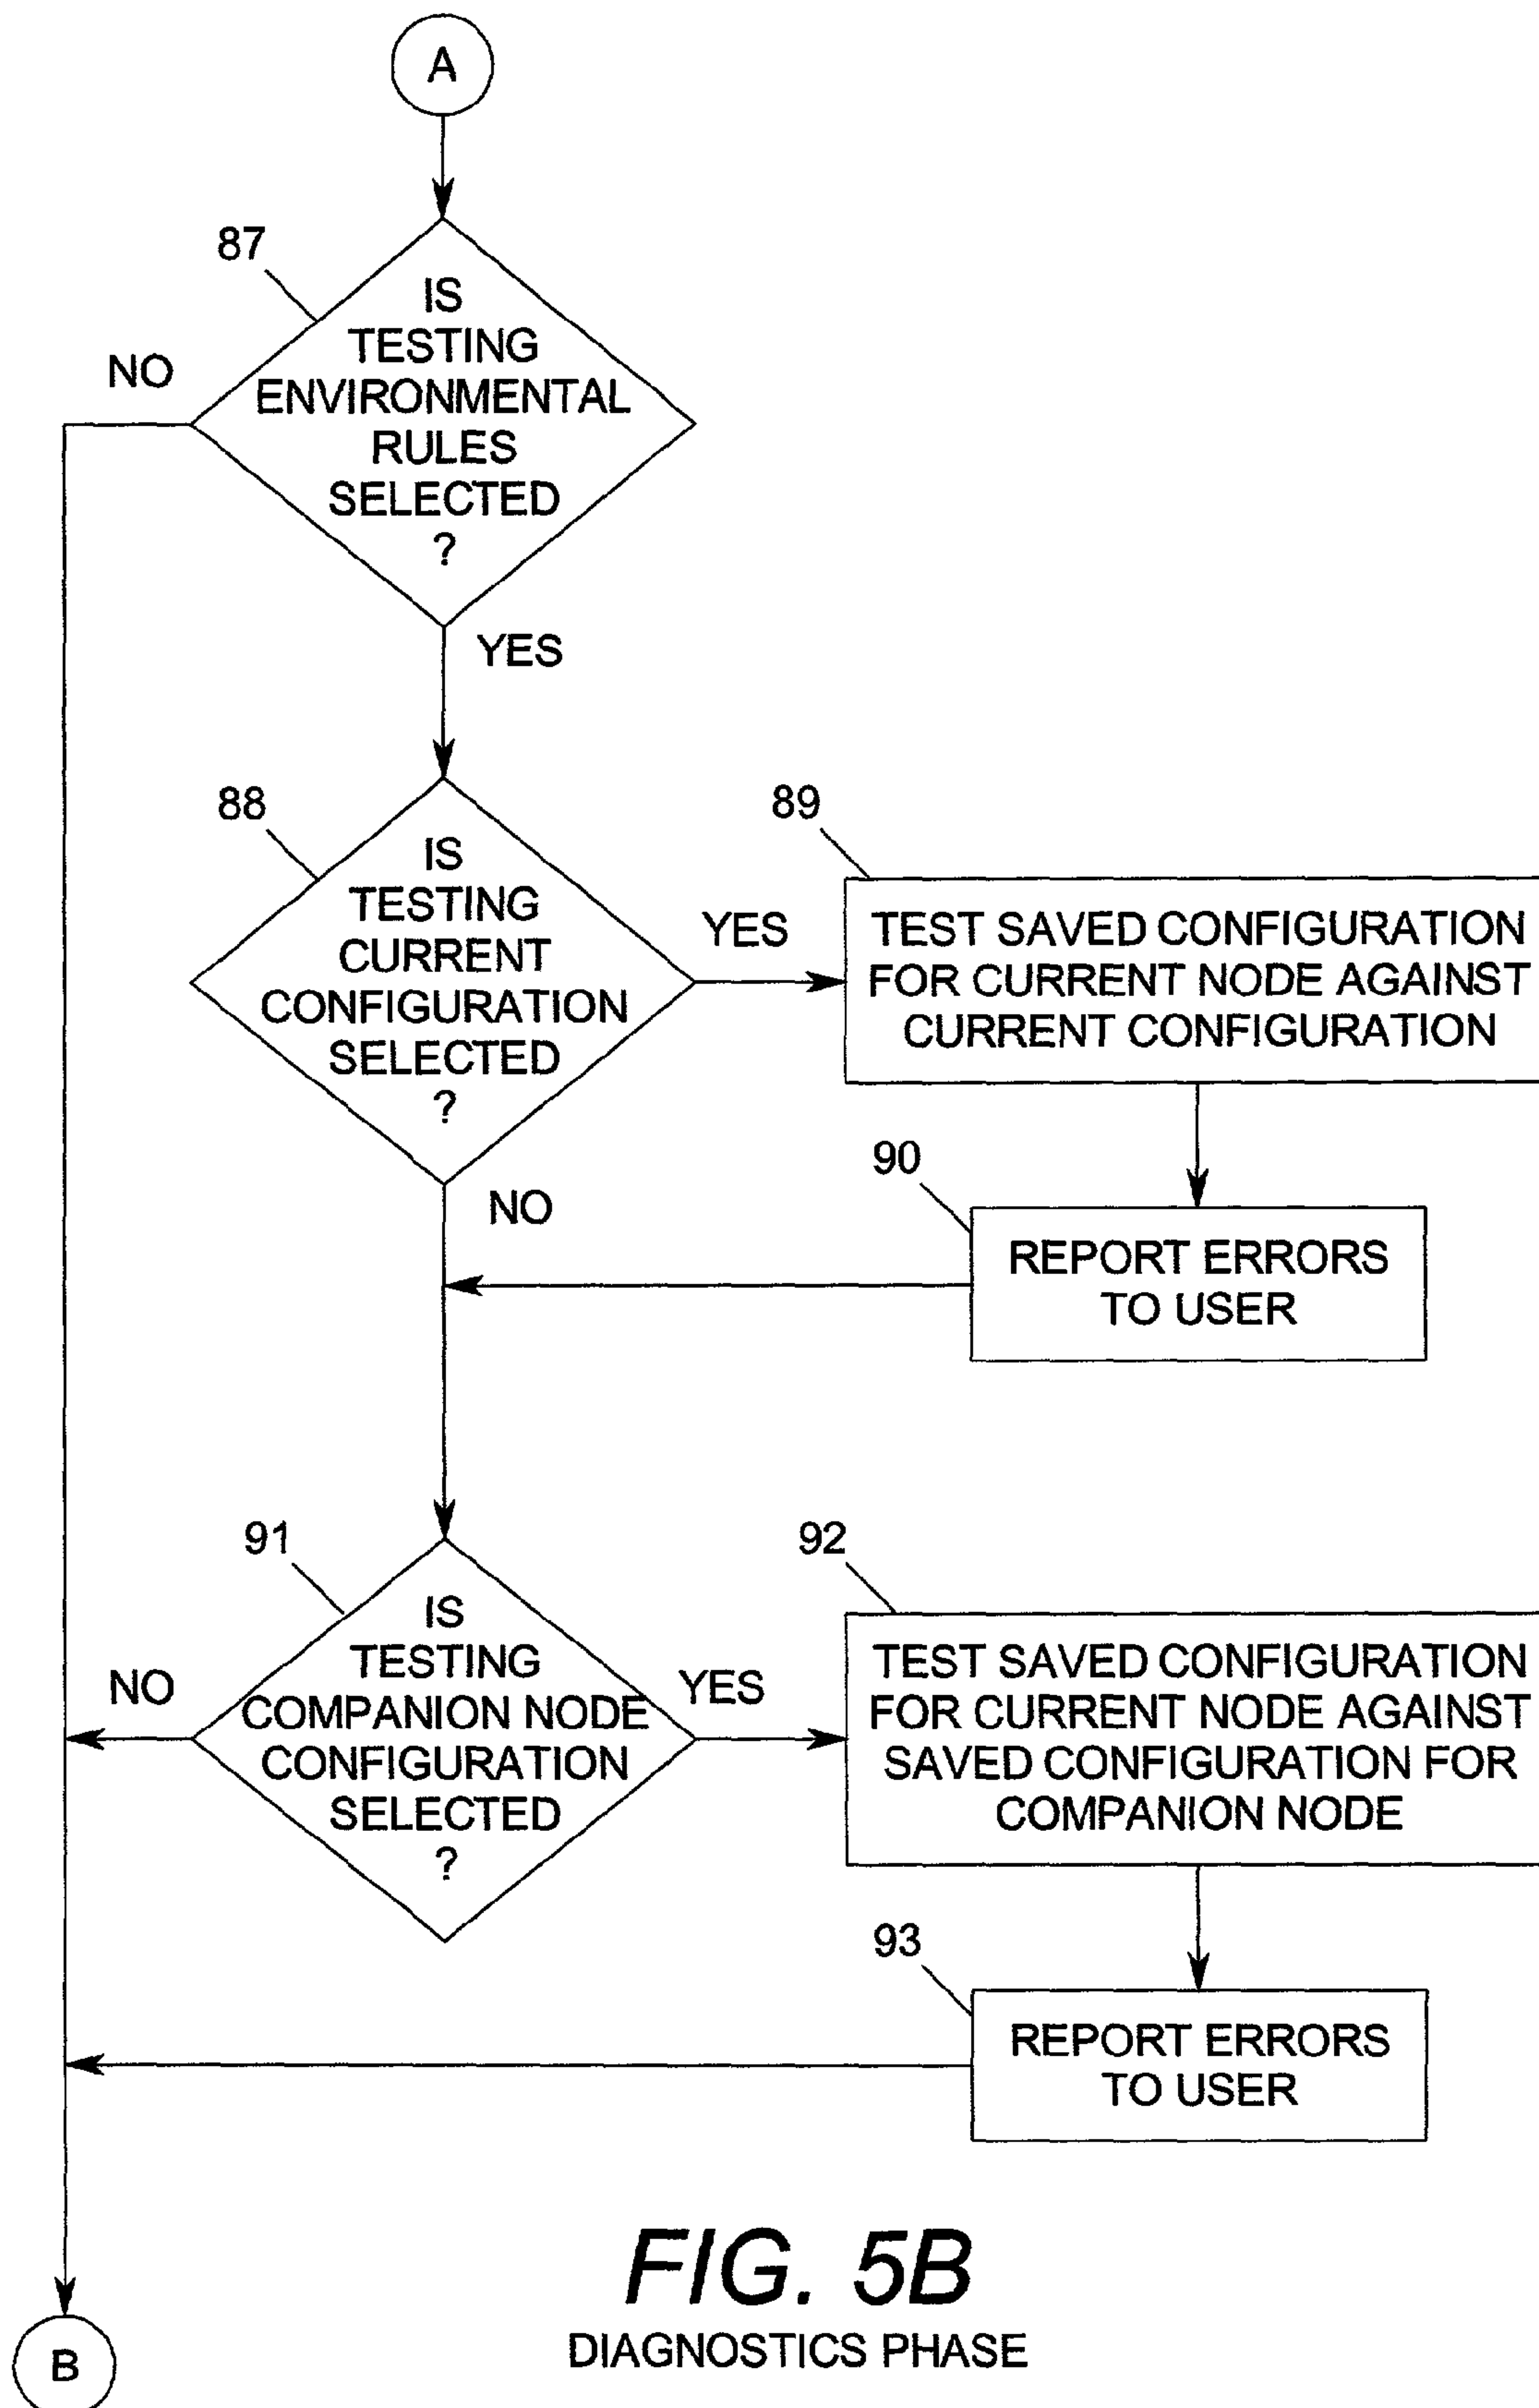 A
87
IS
TESTING
ENVIRONMENTAL
RULES
SELECTED
?
NO
YES
88
IS
TESTING
CURRENT
CONFIGURATION
SELECTED
?
YES
NO
89
TEST SAVED CONFIGURATION
FOR CURRENT NODE AGAINST
CURRENT CONFIGURATION
90
REPORT ERRORS
TO USER
91
IS
TESTING
COMPANION NODE
CONFIGURATION
SELECTED
?
NO
YES
92
TEST SAVED CONFIGURATION
FOR CURRENT NODE AGAINST
SAVED CONFIGURATION FOR
COMPANION NODE
93
REPORT ERRORS
TO USER
B
FIG. 5B
DIAGNOSTICS PHASE